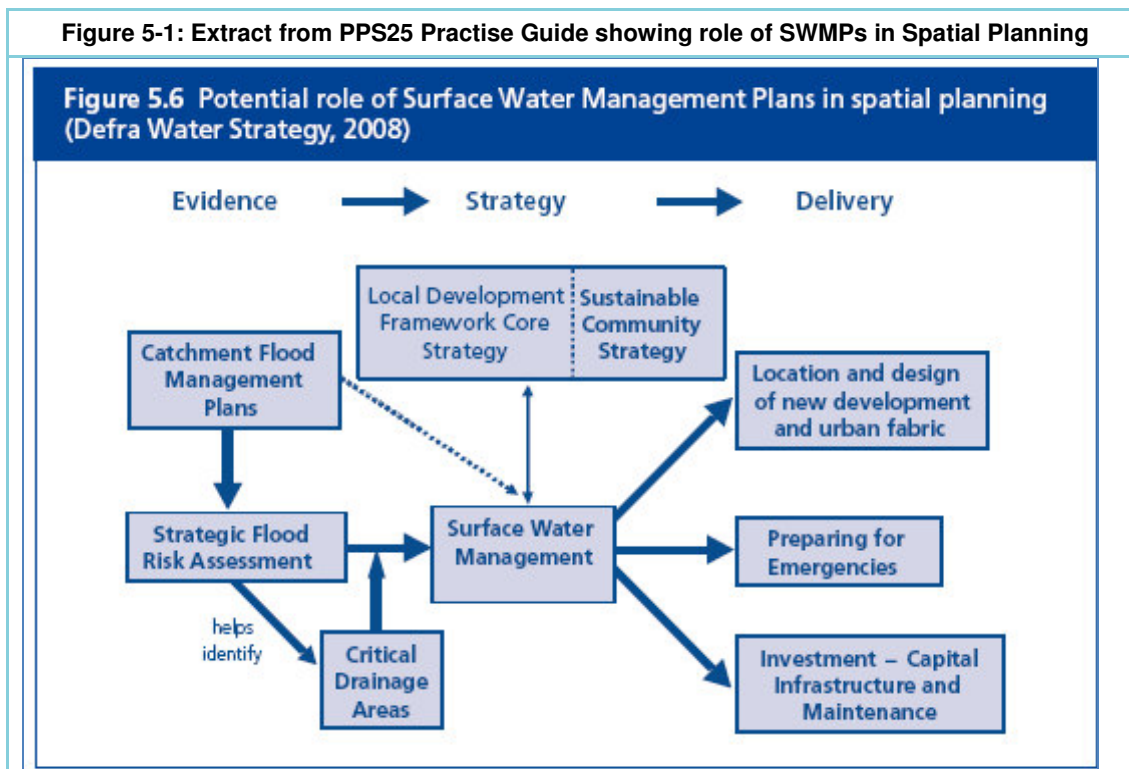 Figure 5-1: Extract from PPS25 Practise Guide showing role of SWMPs in Spatial Planning
Figure 5.6 Potential role of Surface Water Management Plans in spatial planning
(Defra Water Strategy, 2008)
Evidence
Strategy
Delivery
Local Development
Framework Core
Strategy
Sustainable
Community
Strategy
Catchment Flood
Management
Plans
Location and design
of new development
and urban fabric
Strategic Flood
Risk Assessment
Surface Water
Management
Preparing for
Emergencies
helps
identify
Critical
Drainage
Areas
Investment – Capital
Infrastructure and
Maintenance